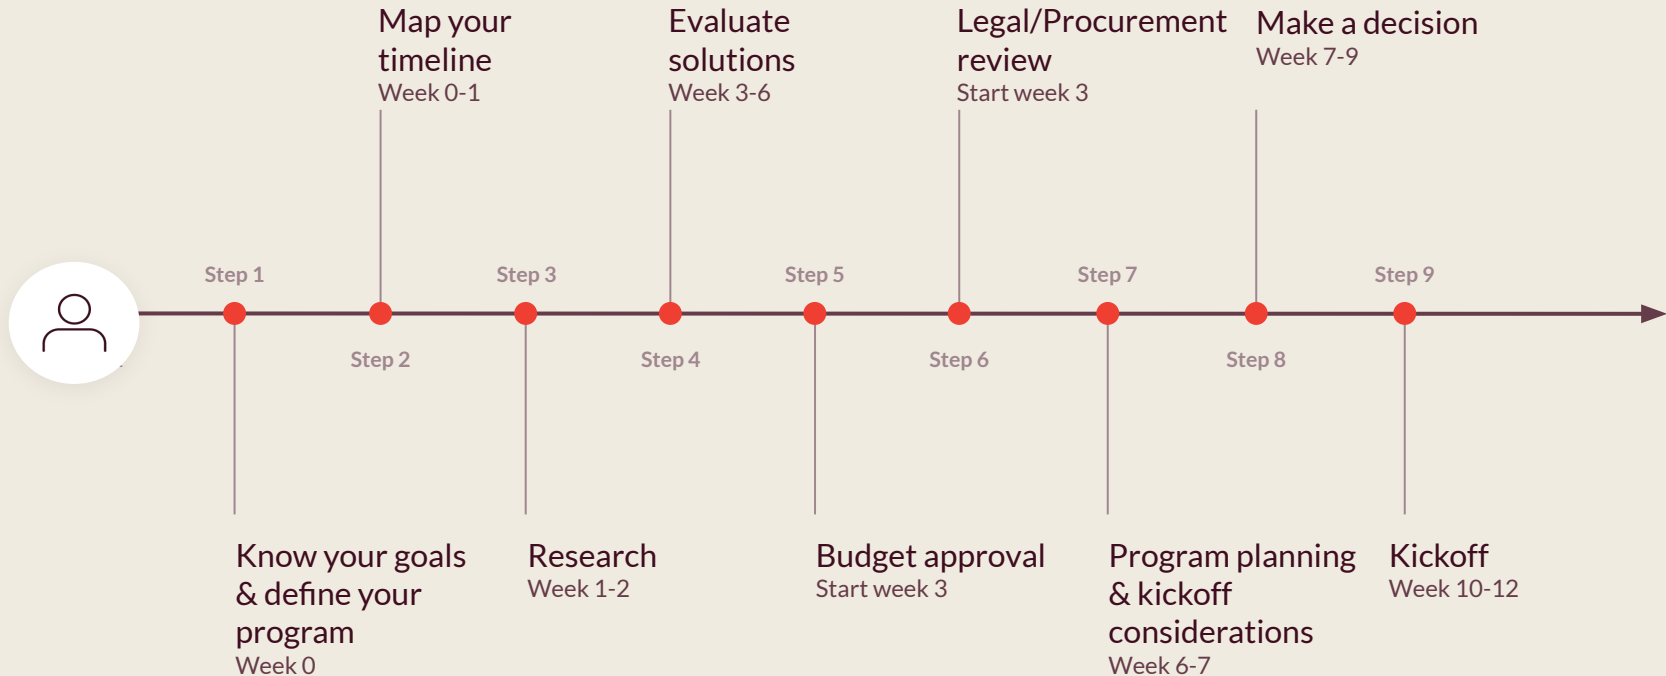 Map your
timeline
Week 0-1
Evaluate
solutions
Week 3-6
Legal/Procurement
review
Start week 3
Make a decision
Week 7-9
Step 1
Step 3
Step 5
Step 7
Step 9
Step 2
Step 4
Step 6
Step 8
Know your goals
& define your
program
Week 0
Research
Week 1-2
Budget approval
Start week 3
Program planning
& kickoff
considerations
Week 6-7
Kickoff
Week 10-12